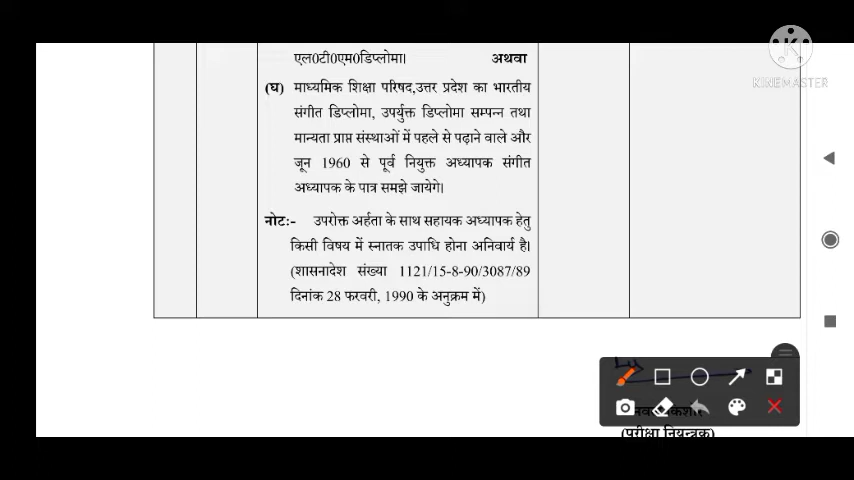 KINEMASTER
एल0टी0एम0डिप्लोमा। अथवा
(घ) माध्यमिक शिक्षा परिषद,उत्तर प्रदेश का भारतीय
संगीत डिप्लोमा, उपर्युक्त डिप्लोमा सम्पन्न तथा
मान्यता प्राप्त संस्थाओं में पहले से पढ़ाने वाले और
जून 1960 से पूर्व नियुक्त अध्यापक संगीत
अध्यापक के पात्र समझे जायेगे।
नोटः- उपरोक्त अर्हता के साथ सहायक अध्यापक हेतु
किसी विषय में स्नातक उपाधि होना अनिवार्य है।
(शासनादेश संख्या 1121/15-8-90/3087/89
दिनांक 28 फरवरी, 1990 के अनुक्रम में)
(परीक्षा नियन्त्रक)